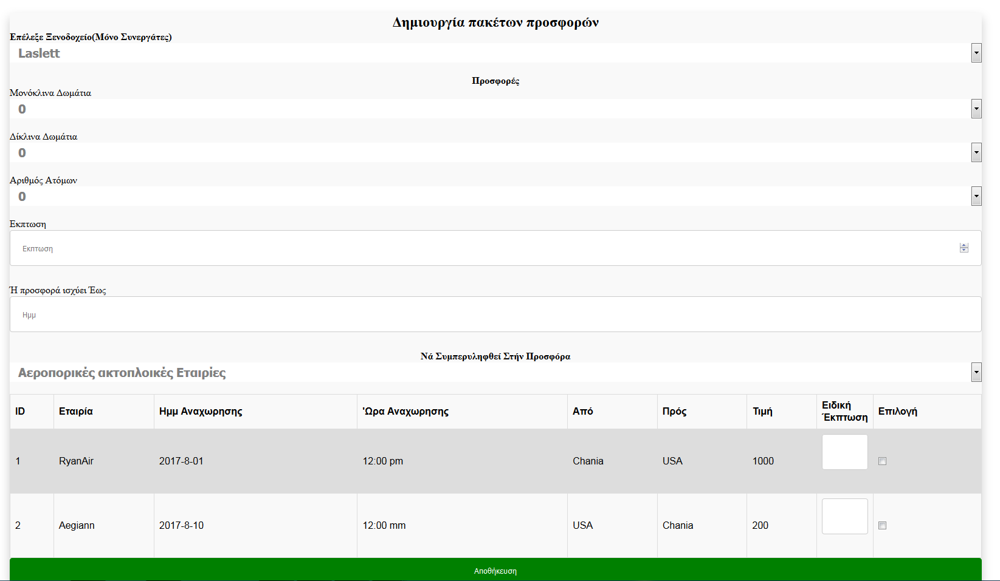 Δημιουργία πακέτων προσφορών
Επέλεξε Ξενοδοχείο(Μόνο Συνεργάτες)
Laslett
Προσφορές
Μονόκλινα Δωμάτια
0
Δίκλινα Δωμάτια
0
Αριθμός Ατόμων
0
Εκπτωση
Εκπτωση
Ή προσφορά ισχύει Έως
Ημμ
Νά Συμπερυληφθεί Στήν Προσφόρα
Αεροπορικές ακτοπλοικές Εταιρίες
ID Εταιρία Ημμ Αναχωρησης 'Ωρα Αναχωρησης Από Πρός Τιμή Ειδική Έκπτωση Επιλογή
1 RyanAir 2017-8-01 12:00 pm Chania USA 1000
2 Aegiann 2017-8-10 12:00 mm USA Chania 200
Αποθήκευση